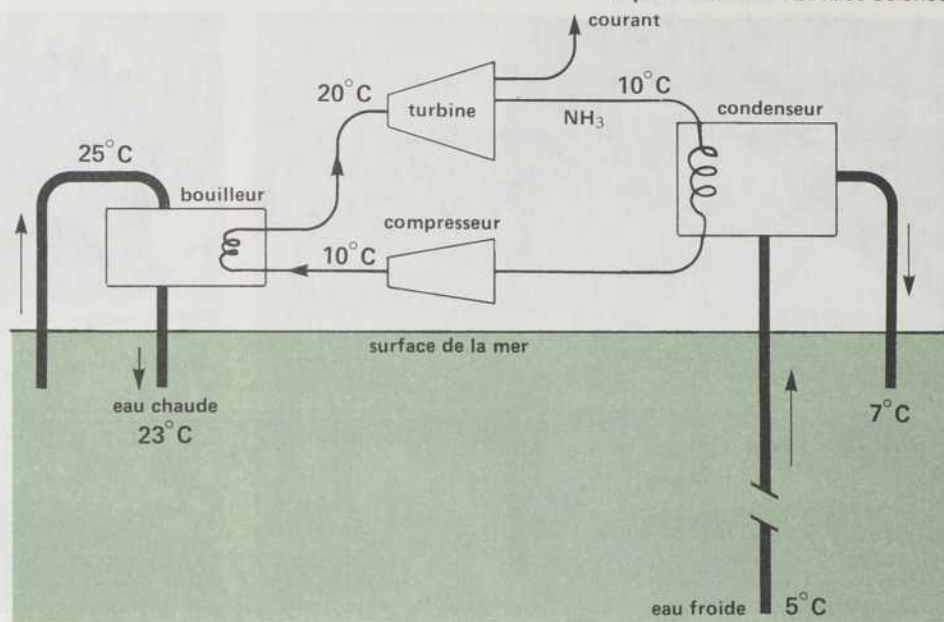 courant
20°C
turbine
10°C
NH₃
condenseur
25°C
bouilleur
compresseur
10°C
surface de la mer
eau chaude
23°C
7°C
eau froide
5°C